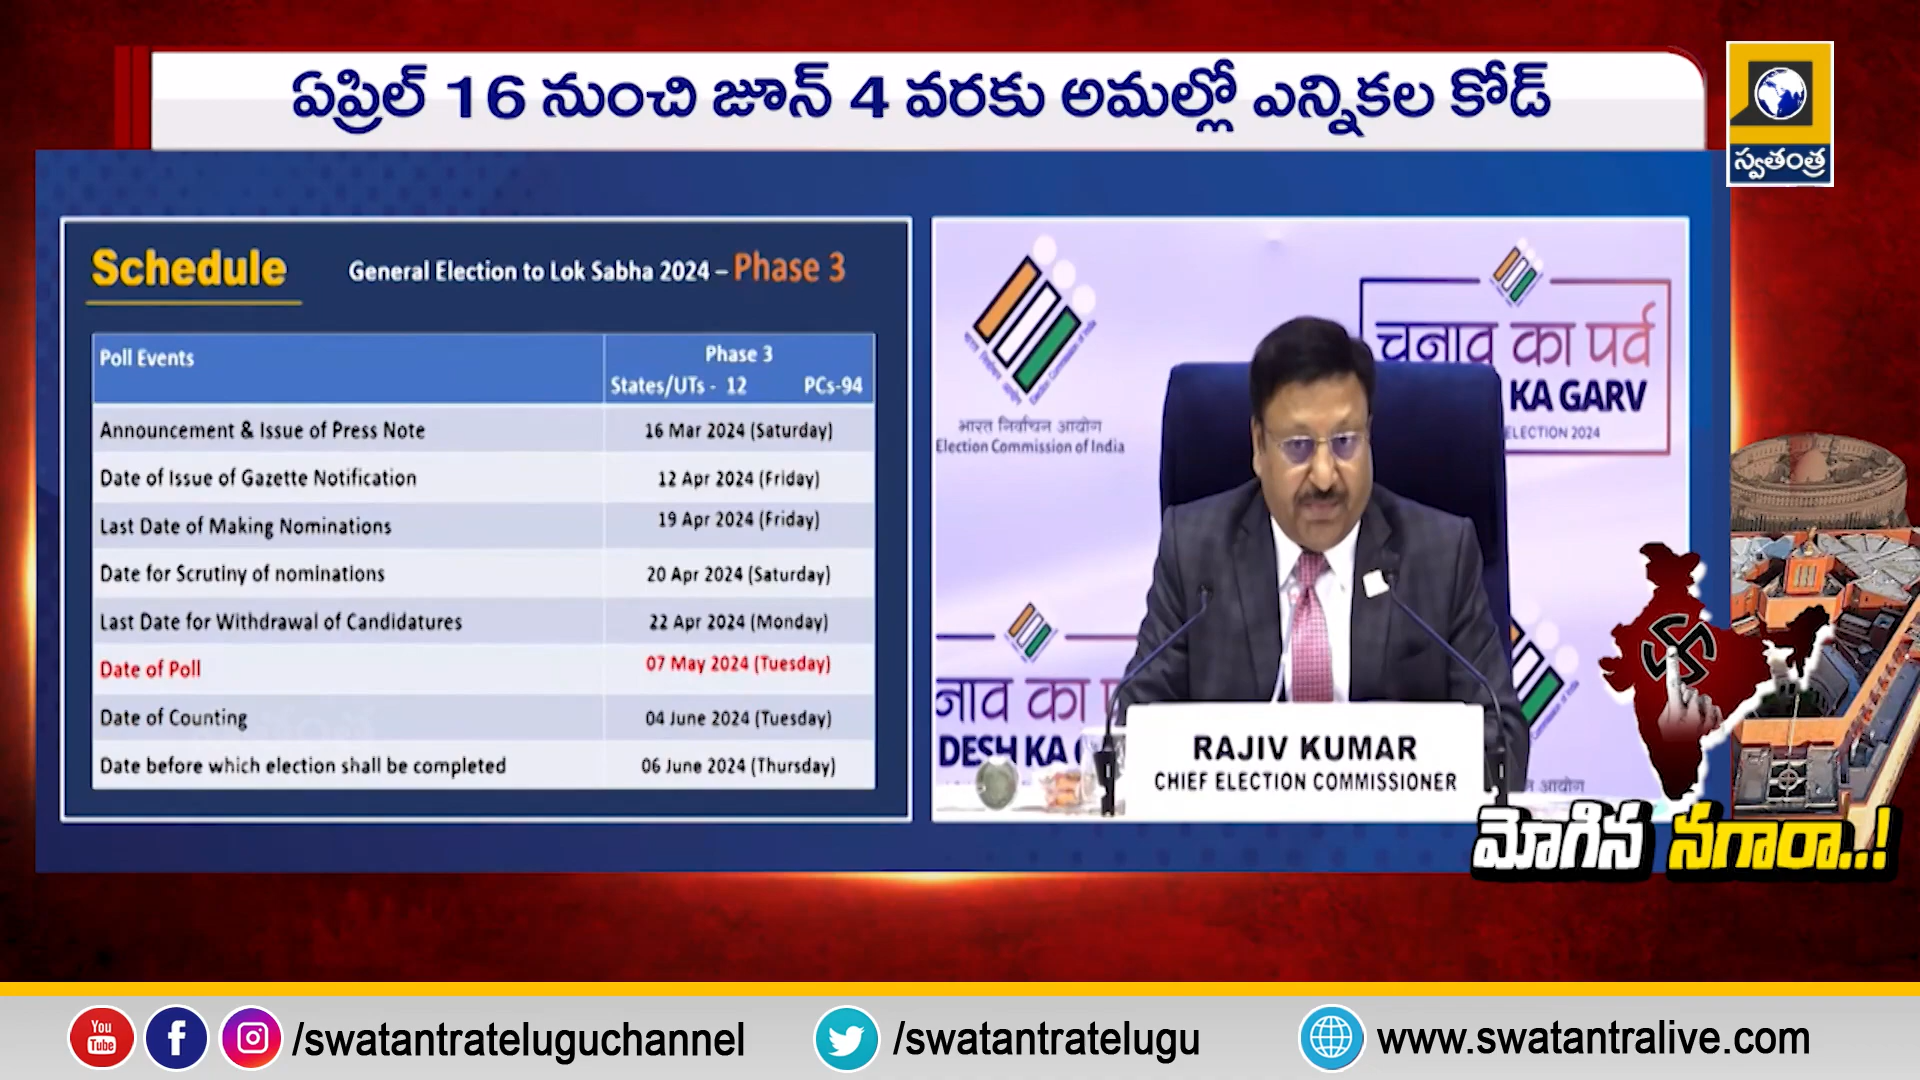 ఏప్రిల్ 16 నుంచి జూన్ 4 వరకు అమల్లో ఎన్నికల కోడ్
స్వతంత్ర
Schedule
General Election to Lok Sabha 2024 – Phase 3
Poll Events
Phase 3
States/UTs - 12 PCs-94
Announcement & Issue of Press Note 16 Mar 2024 (Saturday)
Date of Issue of Gazette Notification 12 Apr 2024 (Friday)
Last Date of Making Nominations 19 Apr 2024 (Friday)
Date for Scrutiny of nominations 20 Apr 2024 (Saturday)
Last Date for Withdrawal of Candidatures 22 Apr 2024 (Monday)
Date of Poll 07 May 2024 (Tuesday)
Date of Counting 04 June 2024 (Tuesday)
Date before which election shall be completed 06 June 2024 (Thursday)
भारत निर्वाचन आयोग
Election Commission of India
चुनाव का पर्व
KA GARV
ELECTION 2024
का
DESH KA
आयोग
RAJIV KUMAR
CHIEF ELECTION COMMISSIONER
మోగిన నగారా..!
You
Tube
/swatantrateluguchannel
/swatantratelugu
www.swatantralive.com